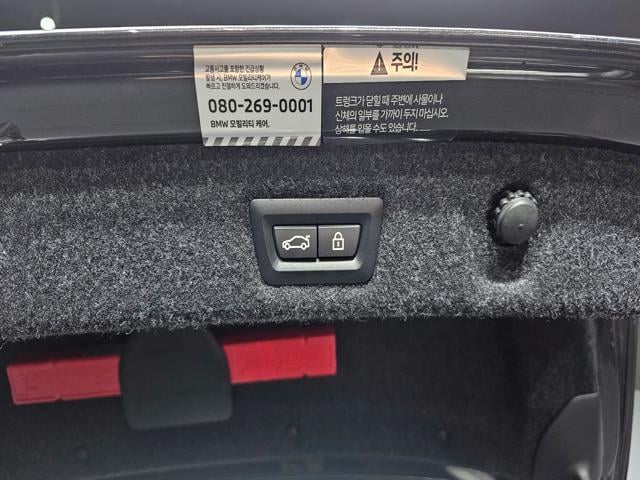 교통사고를 포함한 긴급상황
발생 시, BMW 모빌리티케어가
빠르고 친절하게 도와드리겠습니다.
080-269-0001
BMW 모빌리티 케어.
BMW
주의!
트렁크가 닫힐 때 주변에 사물이나
신체의 일부를 가까이 두지 마십시오.
상해를 입을 수도 있습니다.